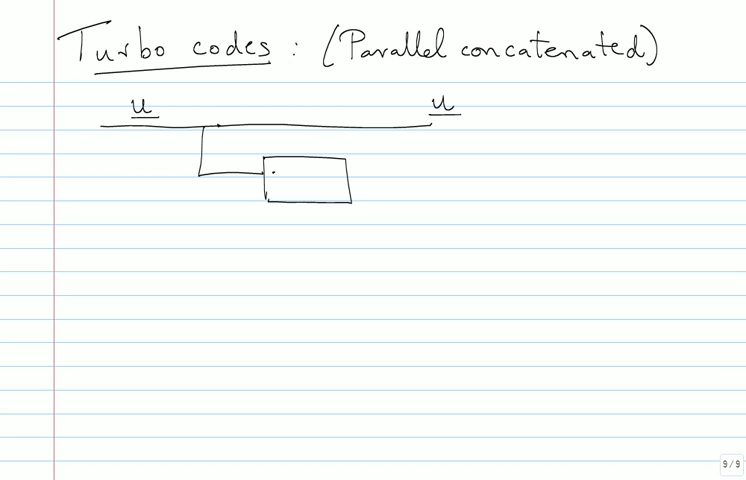 Turbo codes : (Parallel concatenated)
u u
9/9